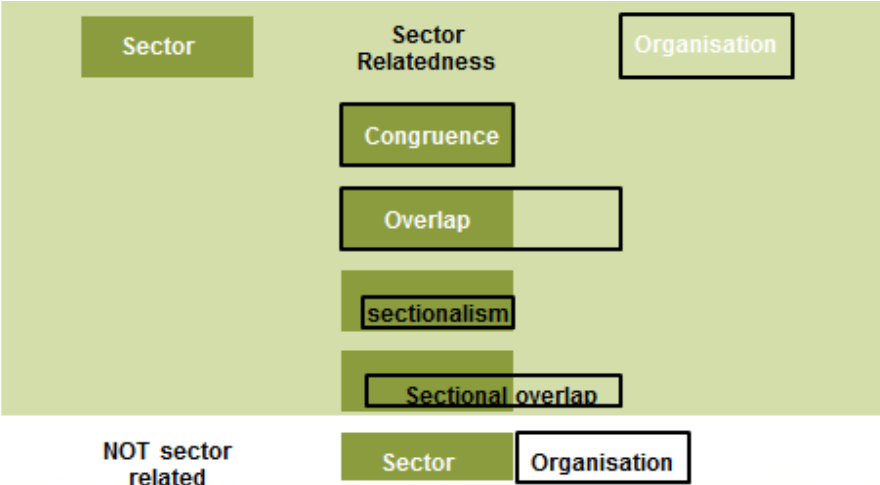 Sector
Sector
Relatedness
Organisation
Congruence
Overlap
sectionalism
Sectional overlap
NOT sector
related
Sector
Organisation